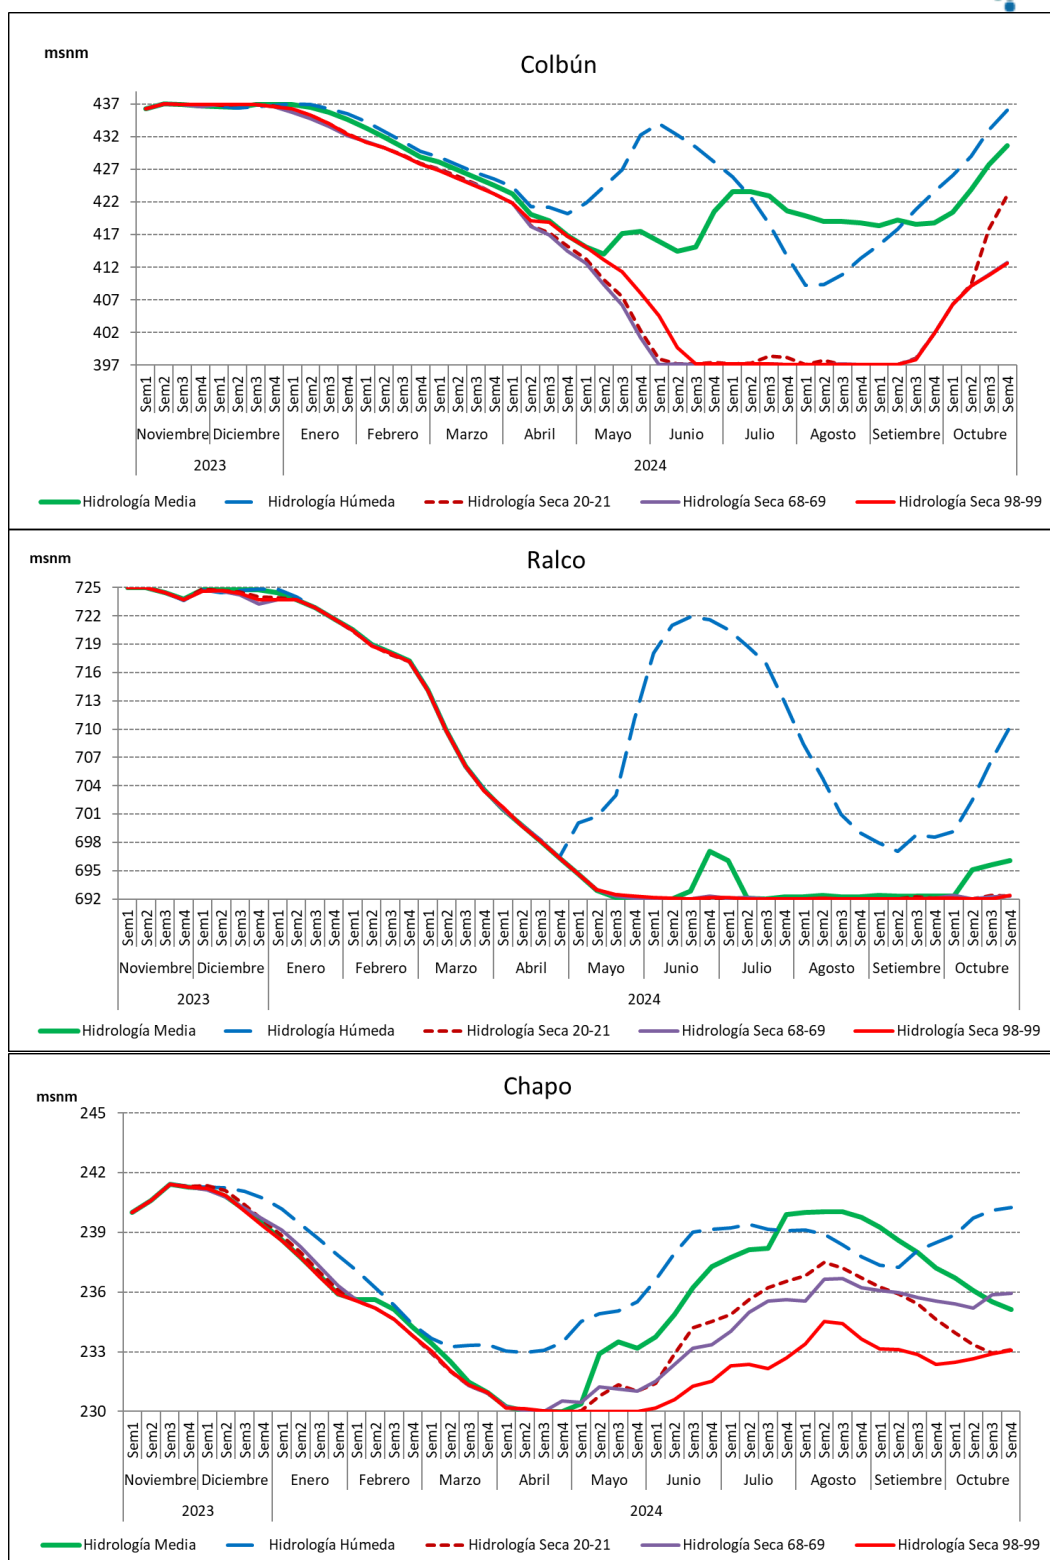 msnm
Colbún
437
432
427
422
417
412
407
402
397
Sem1 Sem2 Sem3 Sem4 Sem1 Sem2 Sem3 Sem4 Sem1 Sem2 Sem3 Sem4 Sem1 Sem2 Sem3 Sem4 Sem1 Sem2 Sem3 Sem4 Sem1 Sem2 Sem3 Sem4 Sem1 Sem2 Sem3 Sem4 Sem1 Sem2 Sem3 Sem4 Sem1 Sem2 Sem3 Sem4 Sem1 Sem2 Sem3 Sem4 Sem1 Sem2 Sem3 Sem4 Sem1 Sem2 Sem3 Sem4
Noviembre Diciembre Enero Febrero Marzo Abril Mayo Junio Julio Agosto Setiembre Octubre
2023 2024
Hidrología Media Hidrología Húmeda Hidrología Seca 20-21 Hidrología Seca 68-69 Hidrología Seca 98-99
msnm
Ralco
725
722
719
716
713
710
707
704
701
698
695
692
Sem1 Sem2 Sem3 Sem4 Sem1 Sem2 Sem3 Sem4 Sem1 Sem2 Sem3 Sem4 Sem1 Sem2 Sem3 Sem4 Sem1 Sem2 Sem3 Sem4 Sem1 Sem2 Sem3 Sem4 Sem1 Sem2 Sem3 Sem4 Sem1 Sem2 Sem3 Sem4 Sem1 Sem2 Sem3 Sem4 Sem1 Sem2 Sem3 Sem4 Sem1 Sem2 Sem3 Sem4 Sem1 Sem2 Sem3 Sem4
Noviembre Diciembre Enero Febrero Marzo Abril Mayo Junio Julio Agosto Setiembre Octubre
2023 2024
Hidrología Media Hidrología Húmeda Hidrología Seca 20-21 Hidrología Seca 68-69 Hidrología Seca 98-99
Chapo
msnm
245
242
239
236
233
230
Sem1 Sem2 Sem3 Sem4 Sem1 Sem2 Sem3 Sem4 Sem1 Sem2 Sem3 Sem4 Sem1 Sem2 Sem3 Sem4 Sem1 Sem2 Sem3 Sem4 Sem1 Sem2 Sem3 Sem4 Sem1 Sem2 Sem3 Sem4 Sem1 Sem2 Sem3 Sem4 Sem1 Sem2 Sem3 Sem4 Sem1 Sem2 Sem3 Sem4 Sem1 Sem2 Sem3 Sem4 Sem1 Sem2 Sem3 Sem4
Noviembre Diciembre Enero Febrero Marzo Abril Mayo Junio Julio Agosto Setiembre Octubre
2023 2024
Hidrología Media Hidrología Húmeda Hidrología Seca 20-21 Hidrología Seca 68-69 Hidrología Seca 98-99